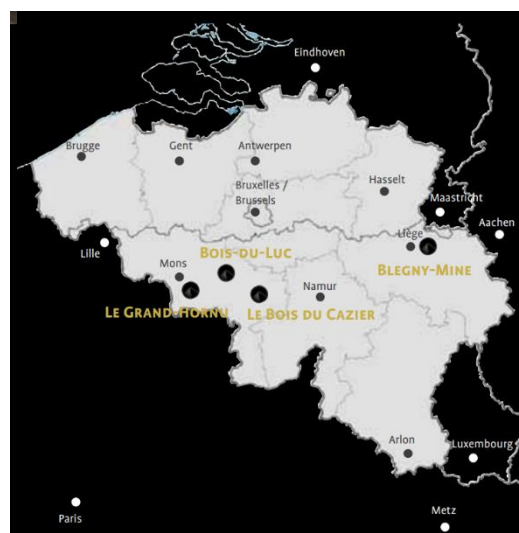 Eindhoven
Brugge
Gent
Antwerpen
Bruxelles /
Brussels
Hasselt
Maastricht
Aachen
Lille
Liège
Bois-du-Luc
Blegny-Mine
Mons
Namur
Le Grand-Hornu
Le Bois du Cazier
Arlon
Luxembourg
Paris
Metz